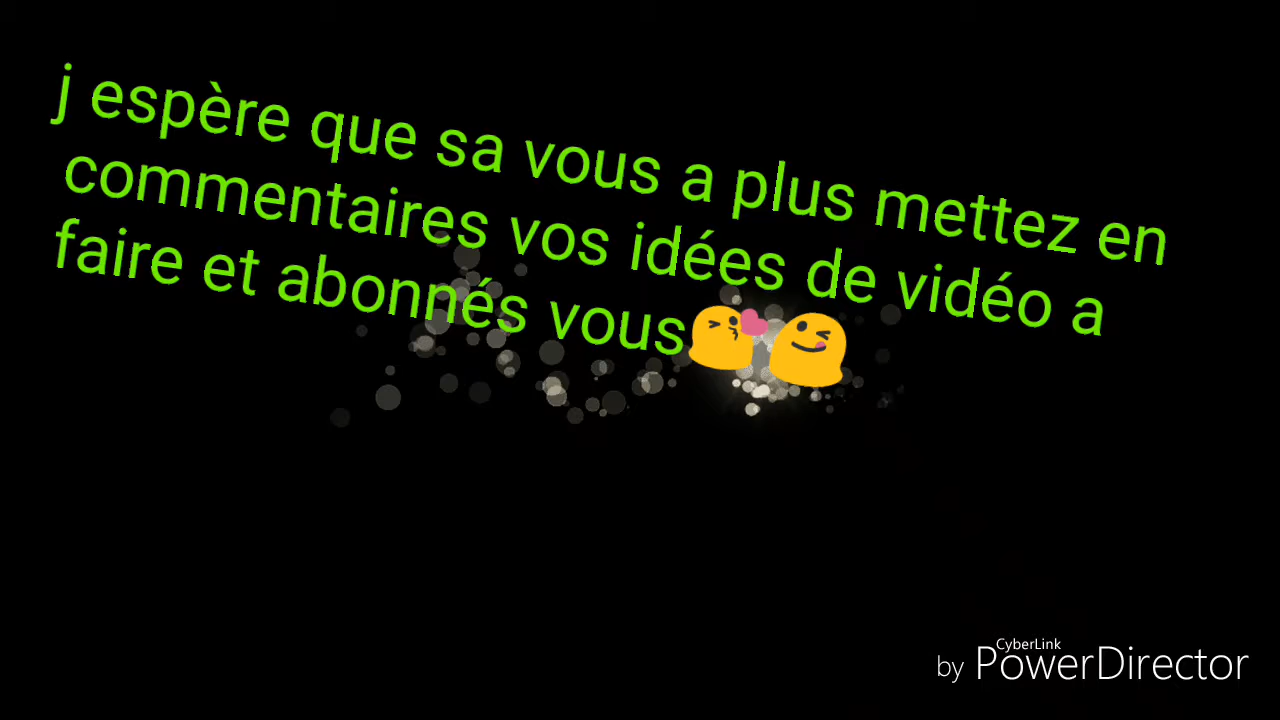 j espère que sa vous a plus mettez en
commentaires vos idées de vidéo a
faire et abonnés vous😘😜
CyberLink
by PowerDirector